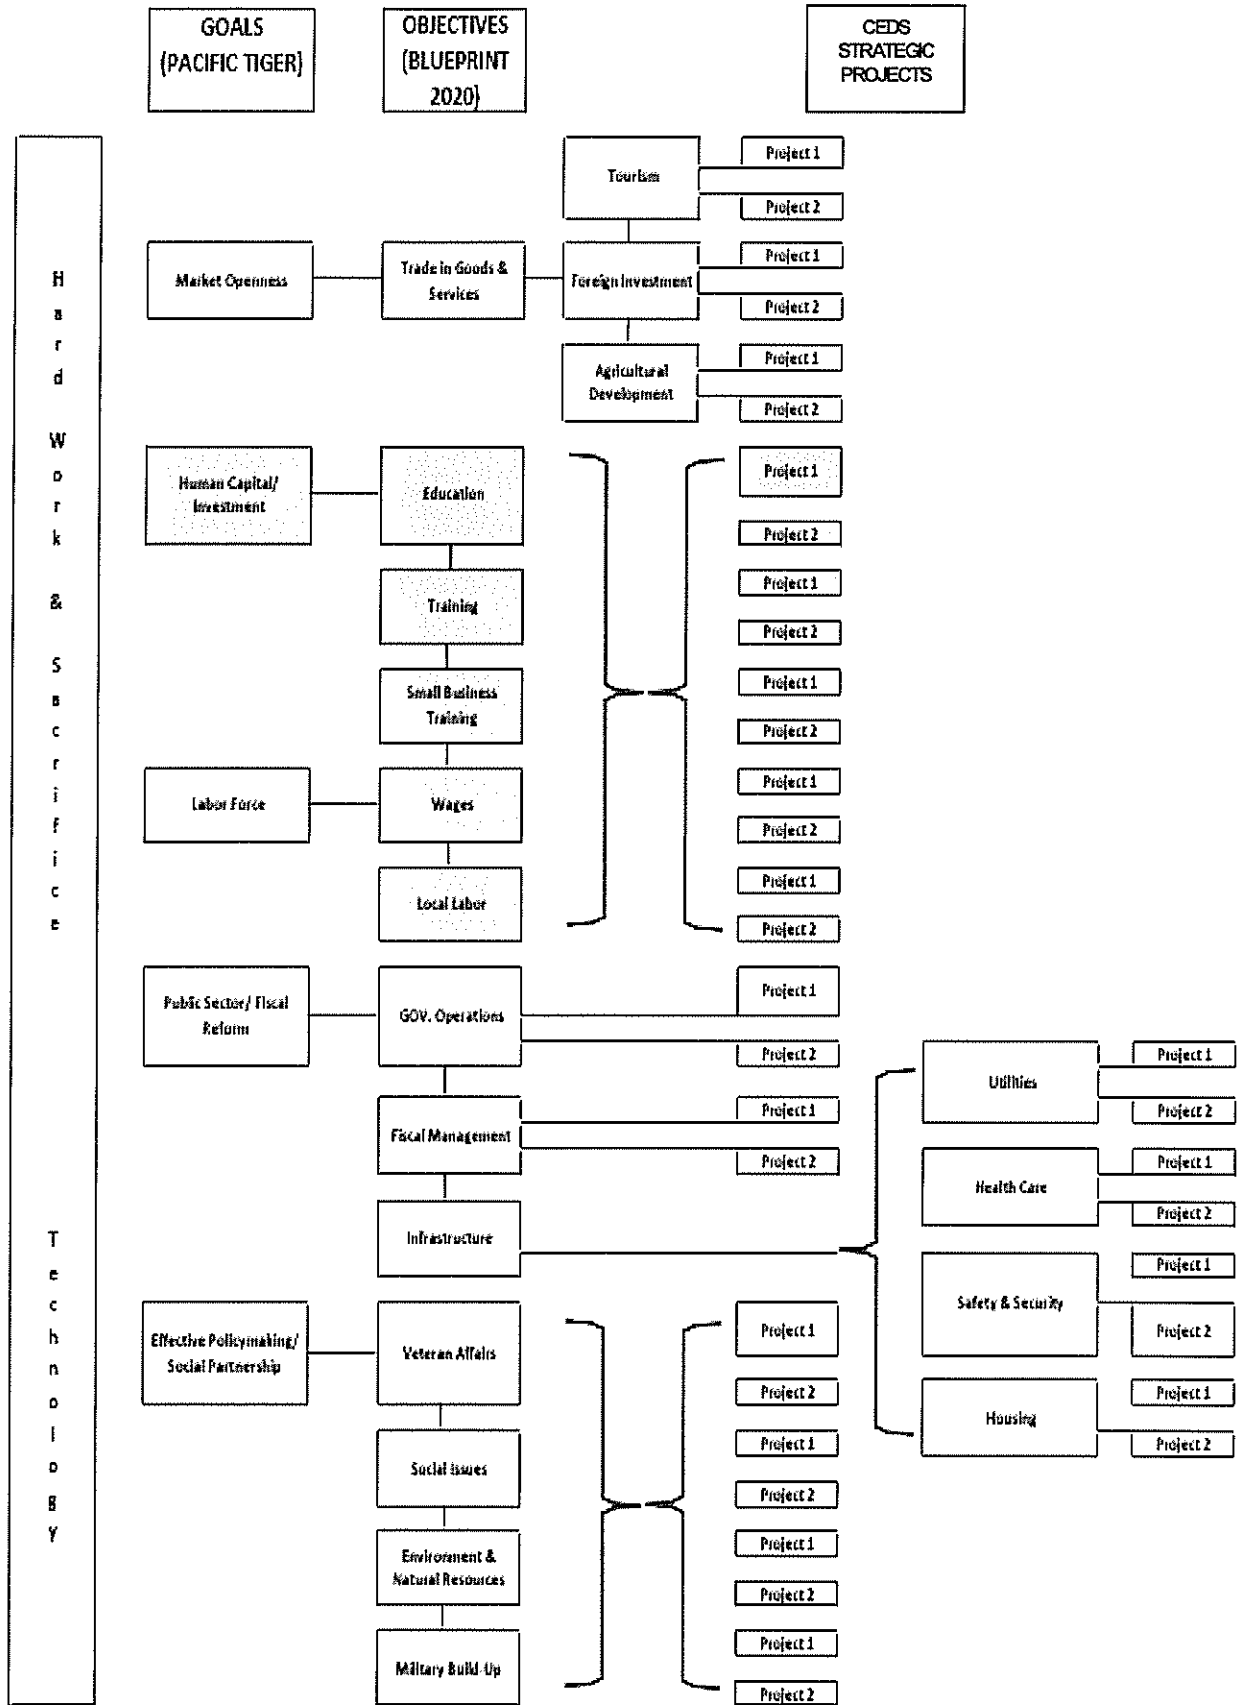 GOALS
(PACIFIC TIGER)
OBJECTIVES
(BLUEPRINT
2020)
CEDS
STRATEGIC
PROJECTS
Hard Work & Sacrifice
Technology
Tourism
Project 1
Project 2
Market Openness
Trade in Goods &
Services
Foreign Investment
Project 1
Project 2
Agricultural
Development
Project 1
Project 2
Human Capital/
Investment
Education
Training
Small Business
Training
Labor Force
Wages
Local Labor
Project 1
Project 2
Project 1
Project 2
Project 1
Project 2
Project 1
Project 2
Project 1
Project 2
Public Sector/ Fiscal
Reform
GOV. Operations
Project 1
Project 2
Fiscal Management
Project 1
Project 2
Infrastructure
Utilities
Project 1
Project 2
Health Care
Project 1
Project 2
Safety & Security
Project 1
Project 2
Housing
Project 1
Project 2
Effective Policymaking/
Social Partnership
Veteran Affairs
Social Issues
Environment &
Natural Resources
Military Build-Up
Project 1
Project 2
Project 1
Project 2
Project 1
Project 2
Project 1
Project 2